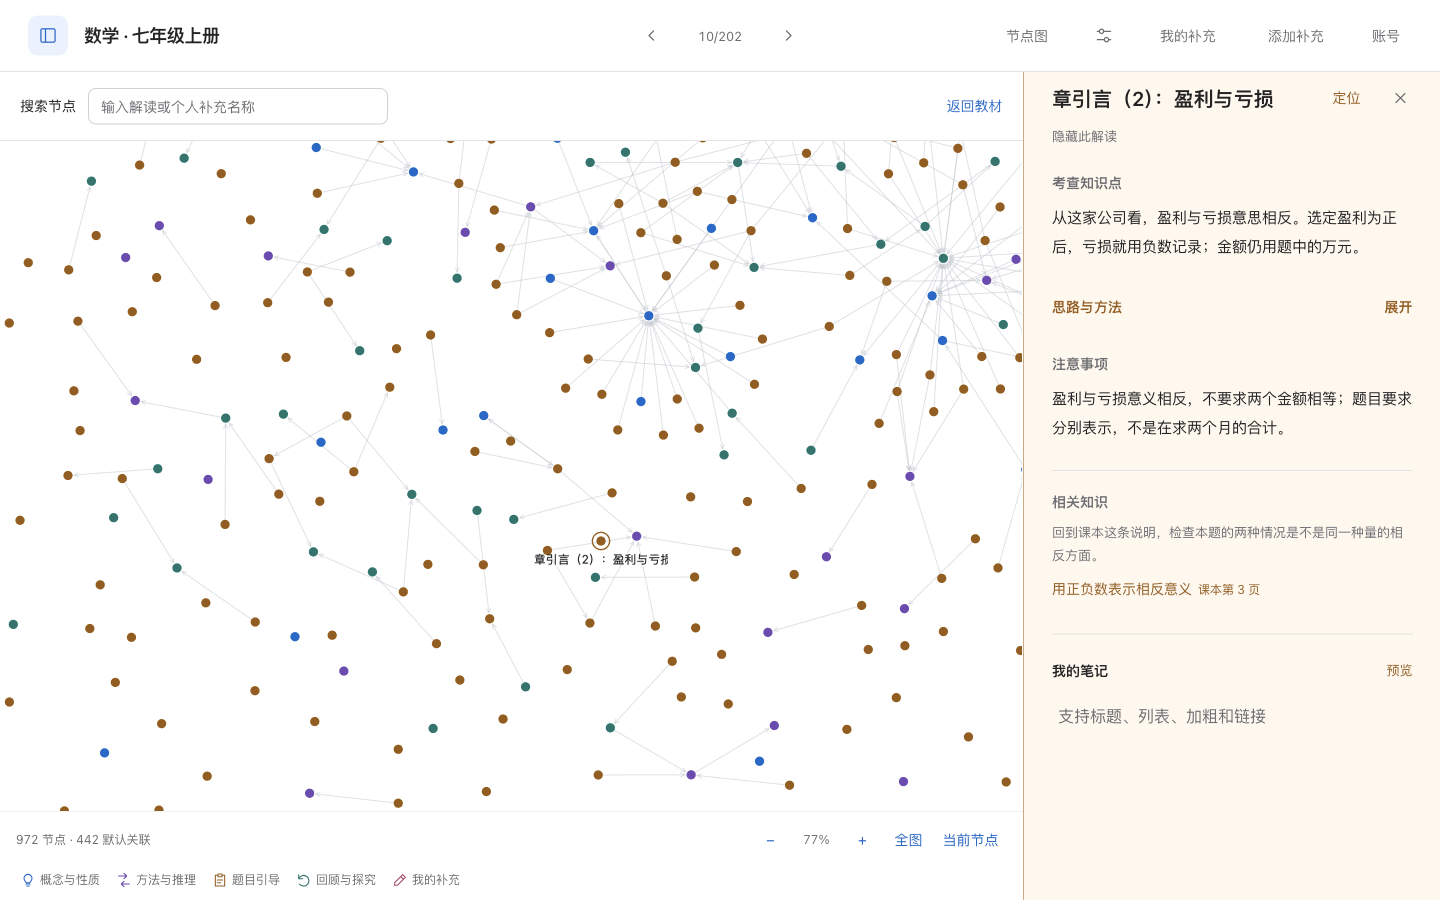 数学 · 七年级上册
10/202
节点图
我的补充
添加补充
账号
搜索节点
输入解读或个人补充名称
返回教材
章引言（2）：盈利与亏损
定位
隐藏此解读
考查知识点
从这家公司看，盈利与亏损意思相反。选定盈利为正
后，亏损就用负数记录；金额仍用题中的万元。
思路与方法
展开
注意事项
盈利与亏损意义相反，不要求两个金额相等；题目要求
分别表示，不是在求两个月的合计。
相关知识
回到课本这条说明，检查本题的两种情况是不是同一种量的相
反方面。
用正负数表示相反意义 课本第 3 页
我的笔记
预览
支持标题、列表、加粗和链接
章引言（2）：盈利与亏
972 节点 · 442 默认关联
− 77% +
全图
当前节点
概念与性质
方法与推理
题目引导
回顾与探究
我的补充